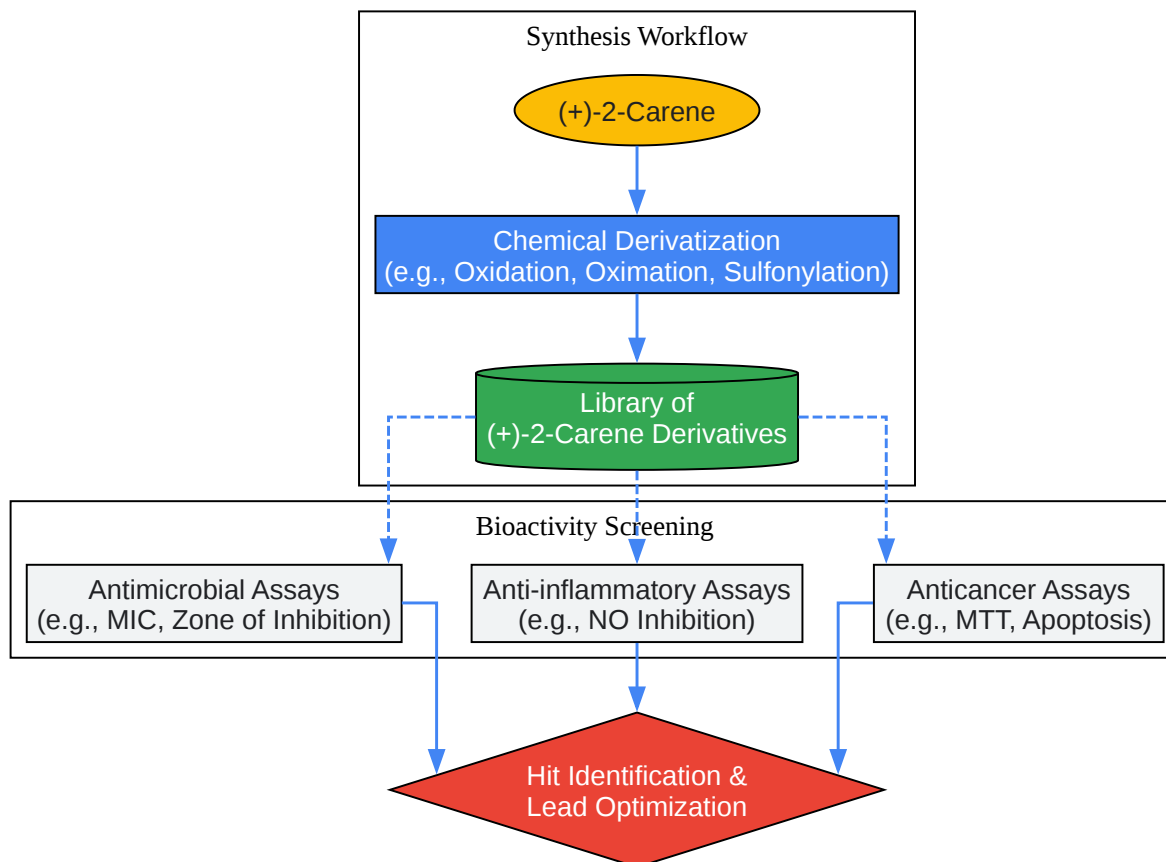 Synthesis Workflow
(+)-2-Carene
Chemical Derivatization
(e.g., Oxidation, Oximation, Sulfonylation)
Library of
(+)-2-Carene Derivatives
Bioactivity Screening
Antimicrobial Assays
(e.g., MIC, Zone of Inhibition)
Anti-inflammatory Assays
(e.g., NO Inhibition)
Anticancer Assays
(e.g., MTT, Apoptosis)
Hit Identification &
Lead Optimization